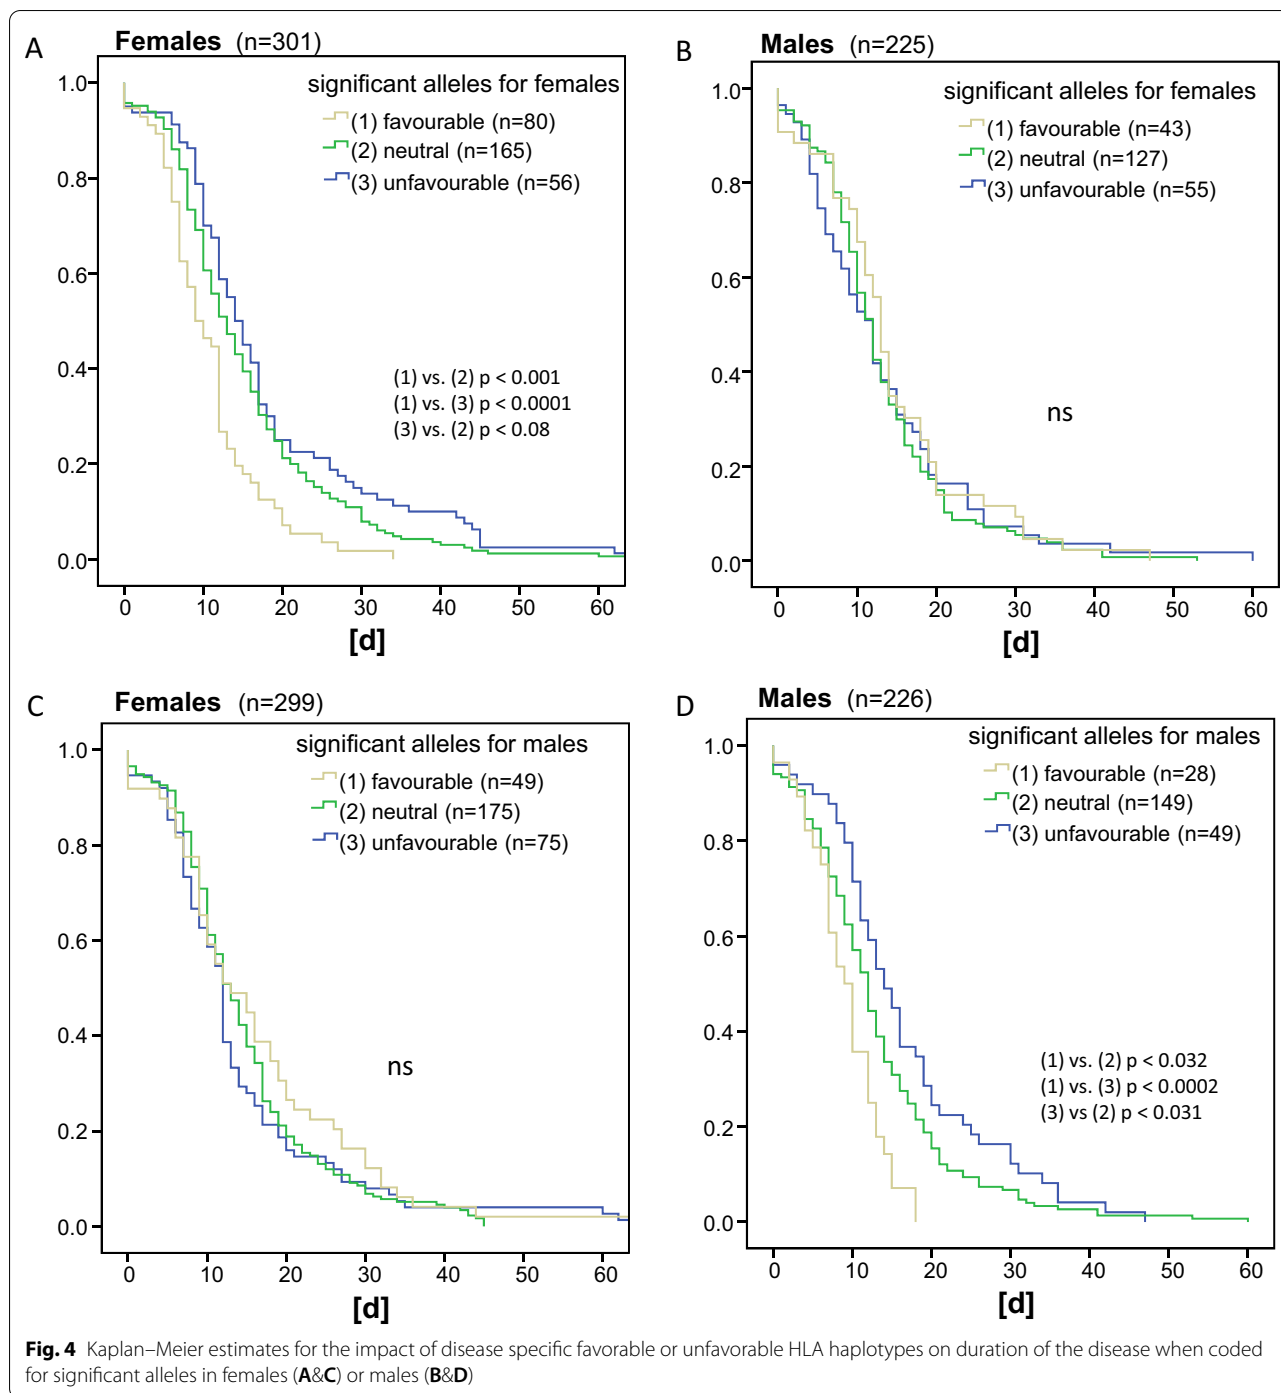 A Females (n=301)
significant alleles for females
(1) favourable (n=80)
(2) neutral (n=165)
(3) unfavourable (n=56)
1.0
0.8
0.6
0.4
0.2
0.0
(1) vs. (2) p < 0.001
(1) vs. (3) p < 0.0001
(3) vs. (2) p < 0.08
0 10 20 30 40 50 60
[d]
B Males (n=225)
significant alleles for females
(1) favourable (n=43)
(2) neutral (n=127)
(3) unfavourable (n=55)
1.0
0.8
0.6
0.4
0.2
0.0
ns
0 10 20 30 40 50 60
[d]
C Females (n=299)
significant alleles for males
(1) favourable (n=49)
(2) neutral (n=175)
(3) unfavourable (n=75)
1.0
0.8
0.6
0.4
0.2
0.0
ns
0 10 20 30 40 50 60
[d]
D Males (n=226)
significant alleles for males
(1) favourable (n=28)
(2) neutral (n=149)
(3) unfavourable (n=49)
1.0
0.8
0.6
0.4
0.2
0.0
(1) vs. (2) p < 0.032
(1) vs. (3) p < 0.0002
(3) vs (2) p < 0.031
0 10 20 30 40 50 60
[d]
Fig. 4 Kaplan–Meier estimates for the impact of disease specific favorable or unfavorable HLA haplotypes on duration of the disease when coded
for significant alleles in females (A&C) or males (B&D)